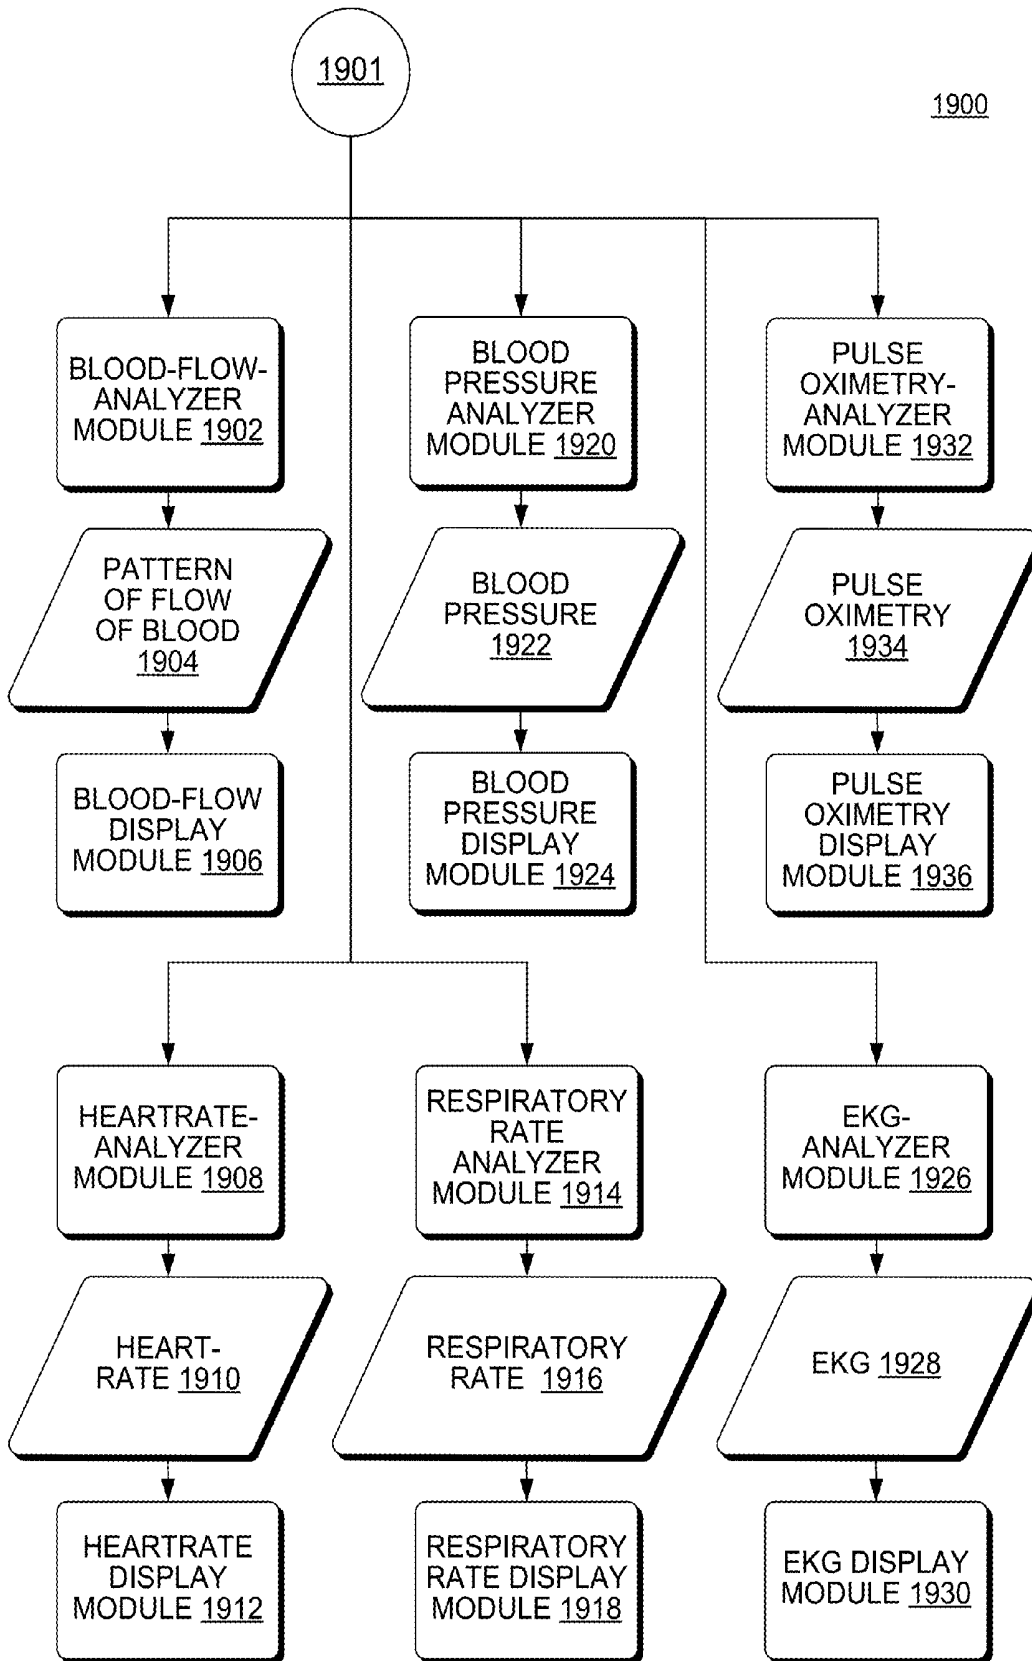 1901
1900
BLOOD-FLOW-
ANALYZER
MODULE 1902
BLOOD
PRESSURE
ANALYZER
MODULE 1920
PULSE
OXIMETRY-
ANALYZER
MODULE 1932
PATTERN
OF FLOW
OF BLOOD
1904
BLOOD
PRESSURE
1922
PULSE
OXIMETRY
1934
BLOOD-FLOW
DISPLAY
MODULE 1906
BLOOD
PRESSURE
DISPLAY
MODULE 1924
PULSE
OXIMETRY
DISPLAY
MODULE 1936
HEARTRATE-
ANALYZER
MODULE 1908
RESPIRATORY
RATE
ANALYZER
MODULE 1914
EKG-
ANALYZER
MODULE 1926
HEART-
RATE 1910
RESPIRATORY
RATE 1916
EKG 1928
HEARTRATE
DISPLAY
MODULE 1912
RESPIRATORY
RATE DISPLAY
MODULE 1918
EKG DISPLAY
MODULE 1930